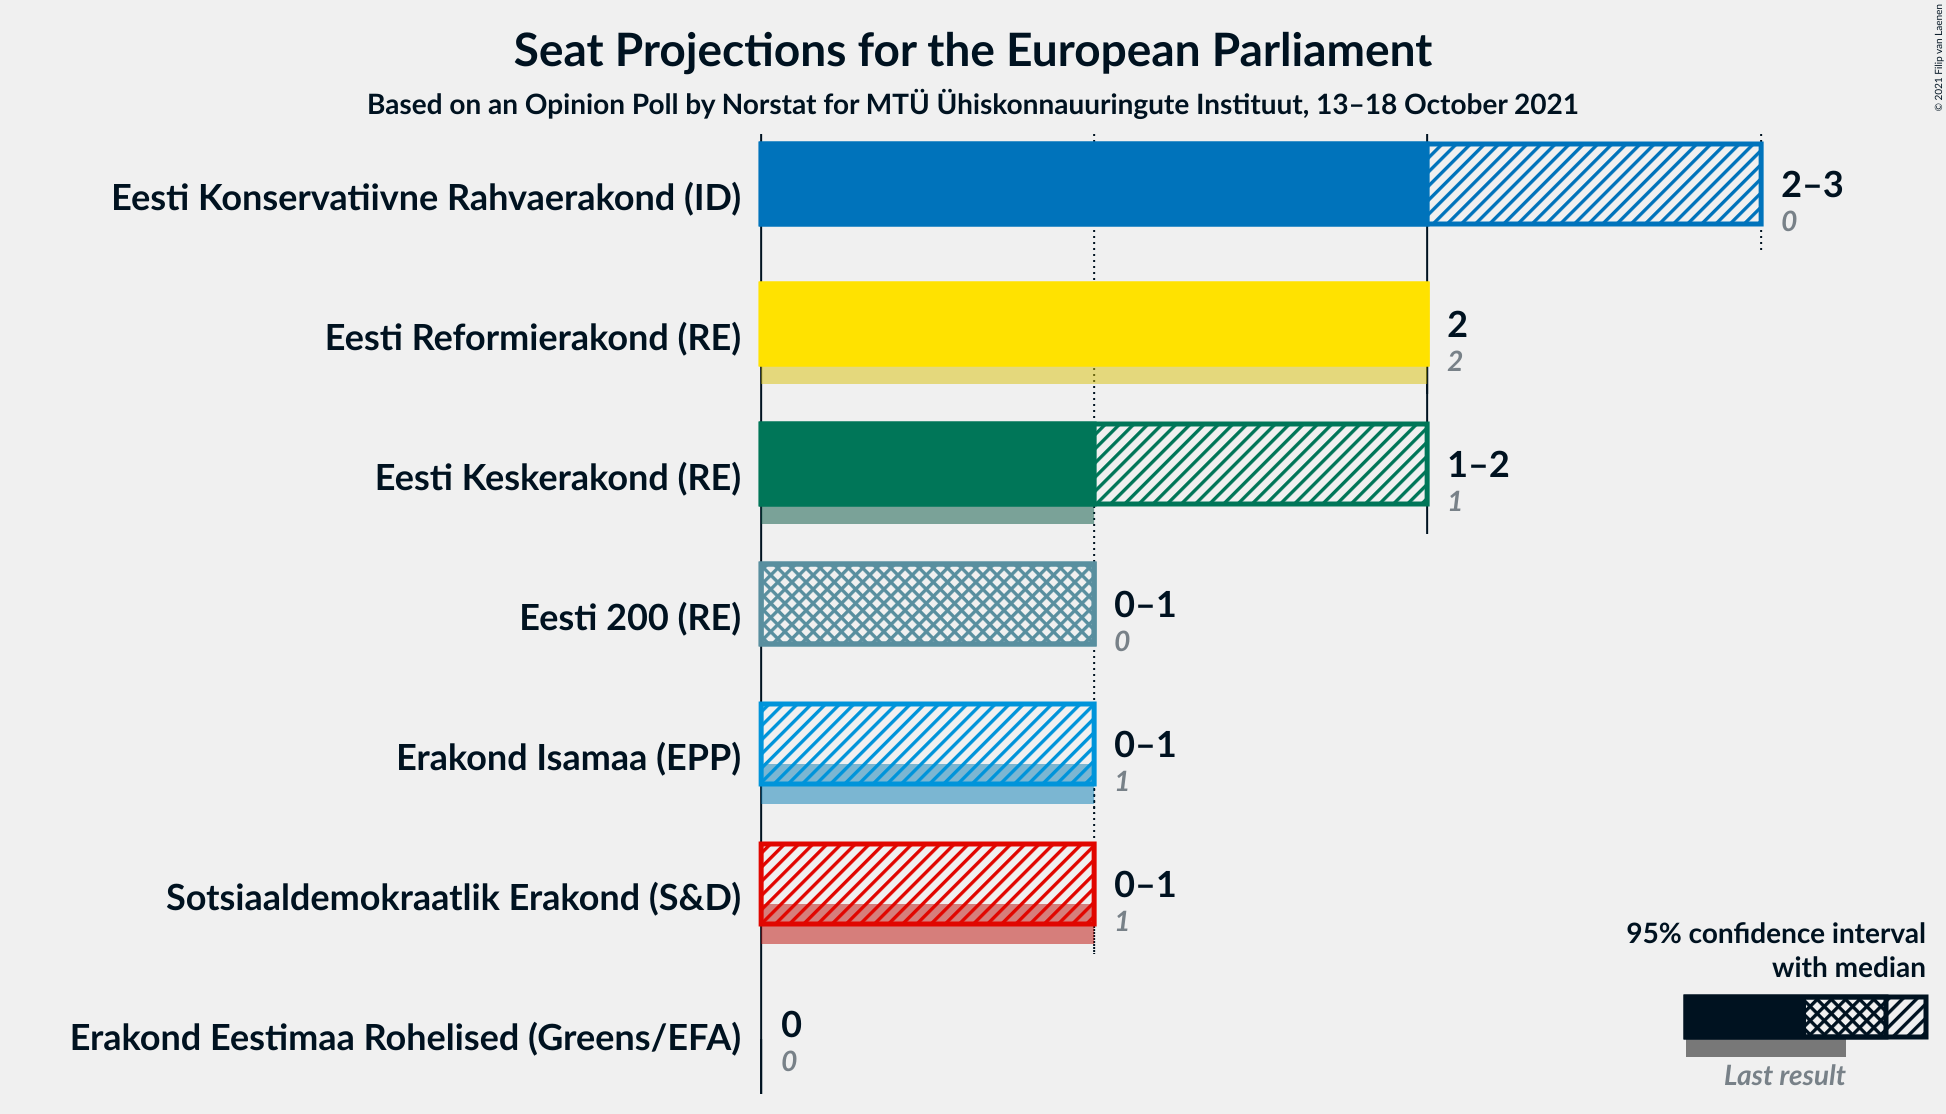 Seat Projections for the European Parliament
Based on an Opinion Poll by Norstat for MTÜ Ühiskonnauuringute Instituut, 13–18 October 2021
© 2021 Filip van Laenen
Eesti Konservatiivne Rahvaerakond (ID)
2–3
0
Eesti Reformierakond (RE)
2
2
Eesti Keskerakond (RE)
1–2
1
Eesti 200 (RE)
0–1
0
Erakond Isamaa (EPP)
0–1
1
Sotsiaaldemokraatlik Erakond (S&D)
0–1
1
Erakond Eestimaa Rohelised (Greens/EFA)
0
0
95% confidence interval
with median
Last result